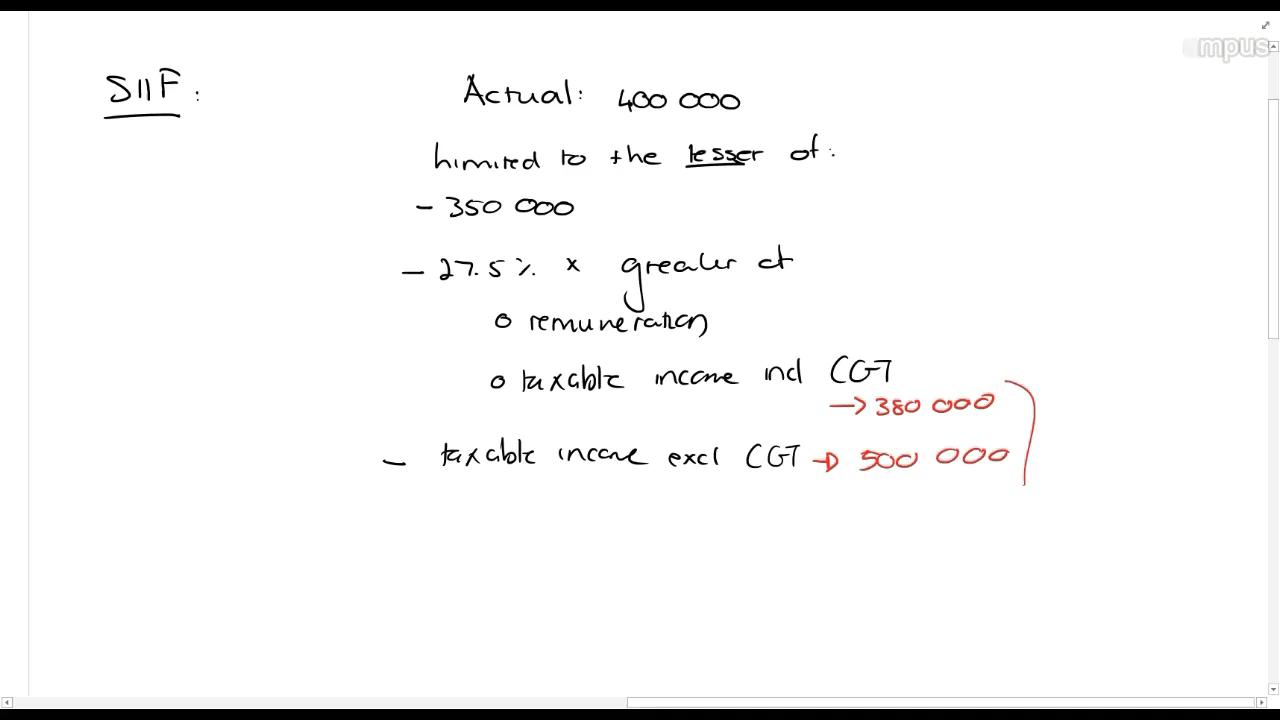 mpus
S11F: Actual: 400 000
Limited to the lesser of:
- 350 000
- 27.5% x greater of
o remuneration
o taxable income incl CGT
→ 380 000
- taxable income excl CGT → 500 000